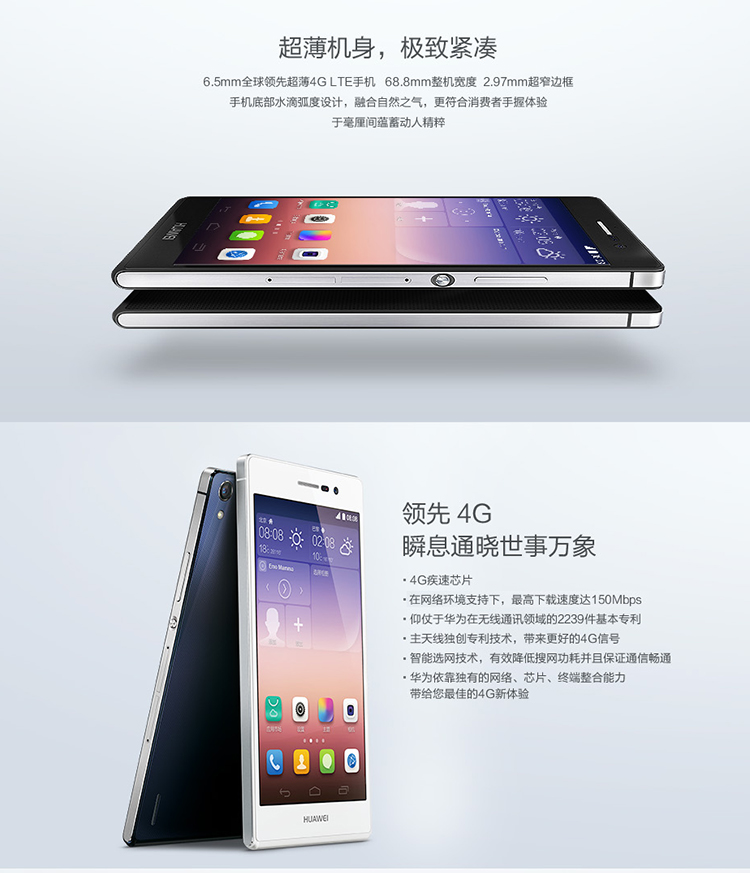 超薄机身，极致紧凑
6.5mm全球领先超薄4G LTE手机 68.8mm整机宽度 2.97mm超窄边框
手机底部水滴弧度设计，融合自然之气，更符合消费者手握体验
于毫厘间蕴蓄动人精粹
HUAWEI
领先 4G
瞬息通晓世事万象
·4G疾速芯片
·在网络环境支持下，最高下载速度达150Mbps
·仰仗于华为在无线通讯领域的2239件基本专利
·主天线独创专利技术，带来更好的4G信号
·智能选网技术，有效降低搜网功耗并且保证通信畅通
·华为依靠独有的网络、芯片、终端整合能力
带给您最佳的4G新体验
08:08
北京 巴黎
08:08 02:08
18c 10c
Emo Mamma
HUAWEI